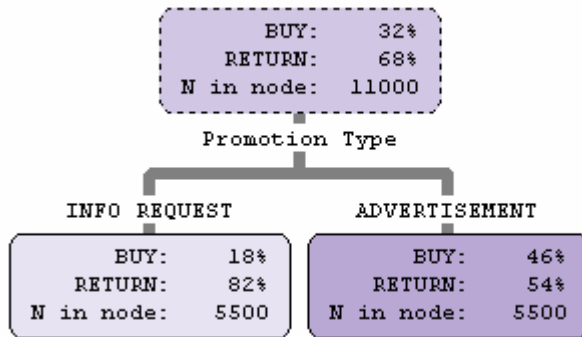 BUY: 32%
RETURN: 68%
N in node: 11000
Promotion Type
INFO REQUEST
ADVERTISEMENT
BUY: 18%
RETURN: 82%
N in node: 5500
BUY: 46%
RETURN: 54%
N in node: 5500